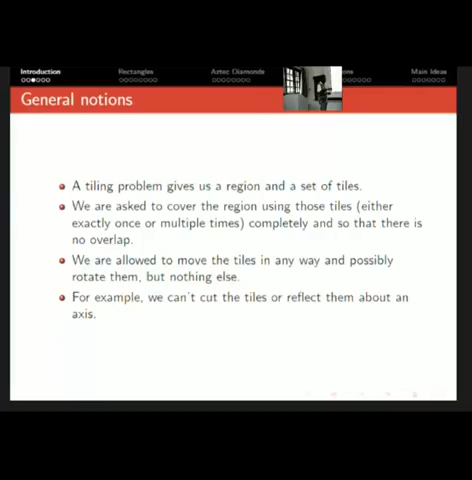 Introduction
Rectangles
Aztec Diamonds
Main Ideas
General notions
A tiling problem gives us a region and a set of tiles.
We are asked to cover the region using those tiles (either
exactly once or multiple times) completely and so that there is
no overlap.
We are allowed to move the tiles in any way and possibly
rotate them, but nothing else.
For example, we can't cut the tiles or reflect them about an
axis.